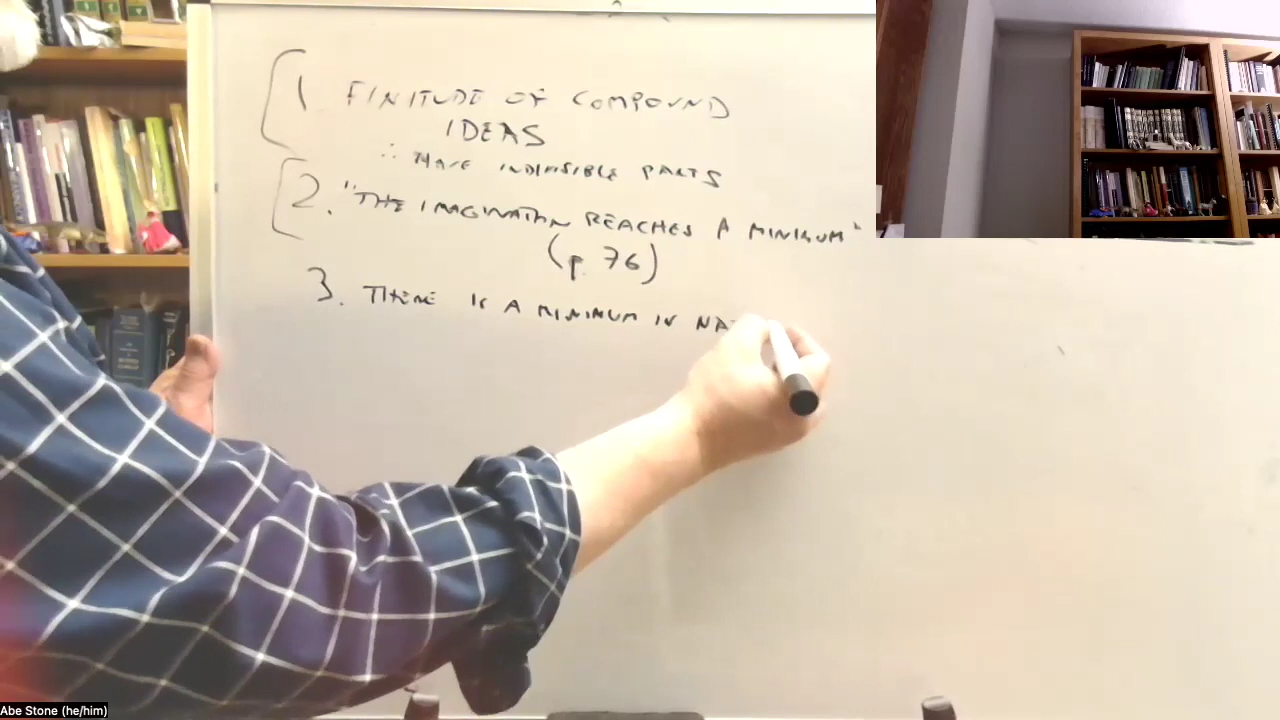 1 FINITUDE OF COMPOUND
IDEAS
∴ HAVE INDIVISIBLE PARTS
2. "THE IMAGINATION REACHES A MINIMUM"
(p. 76)
3. THERE IS A MINIMUM IN NAT
Abe Stone (he/him)